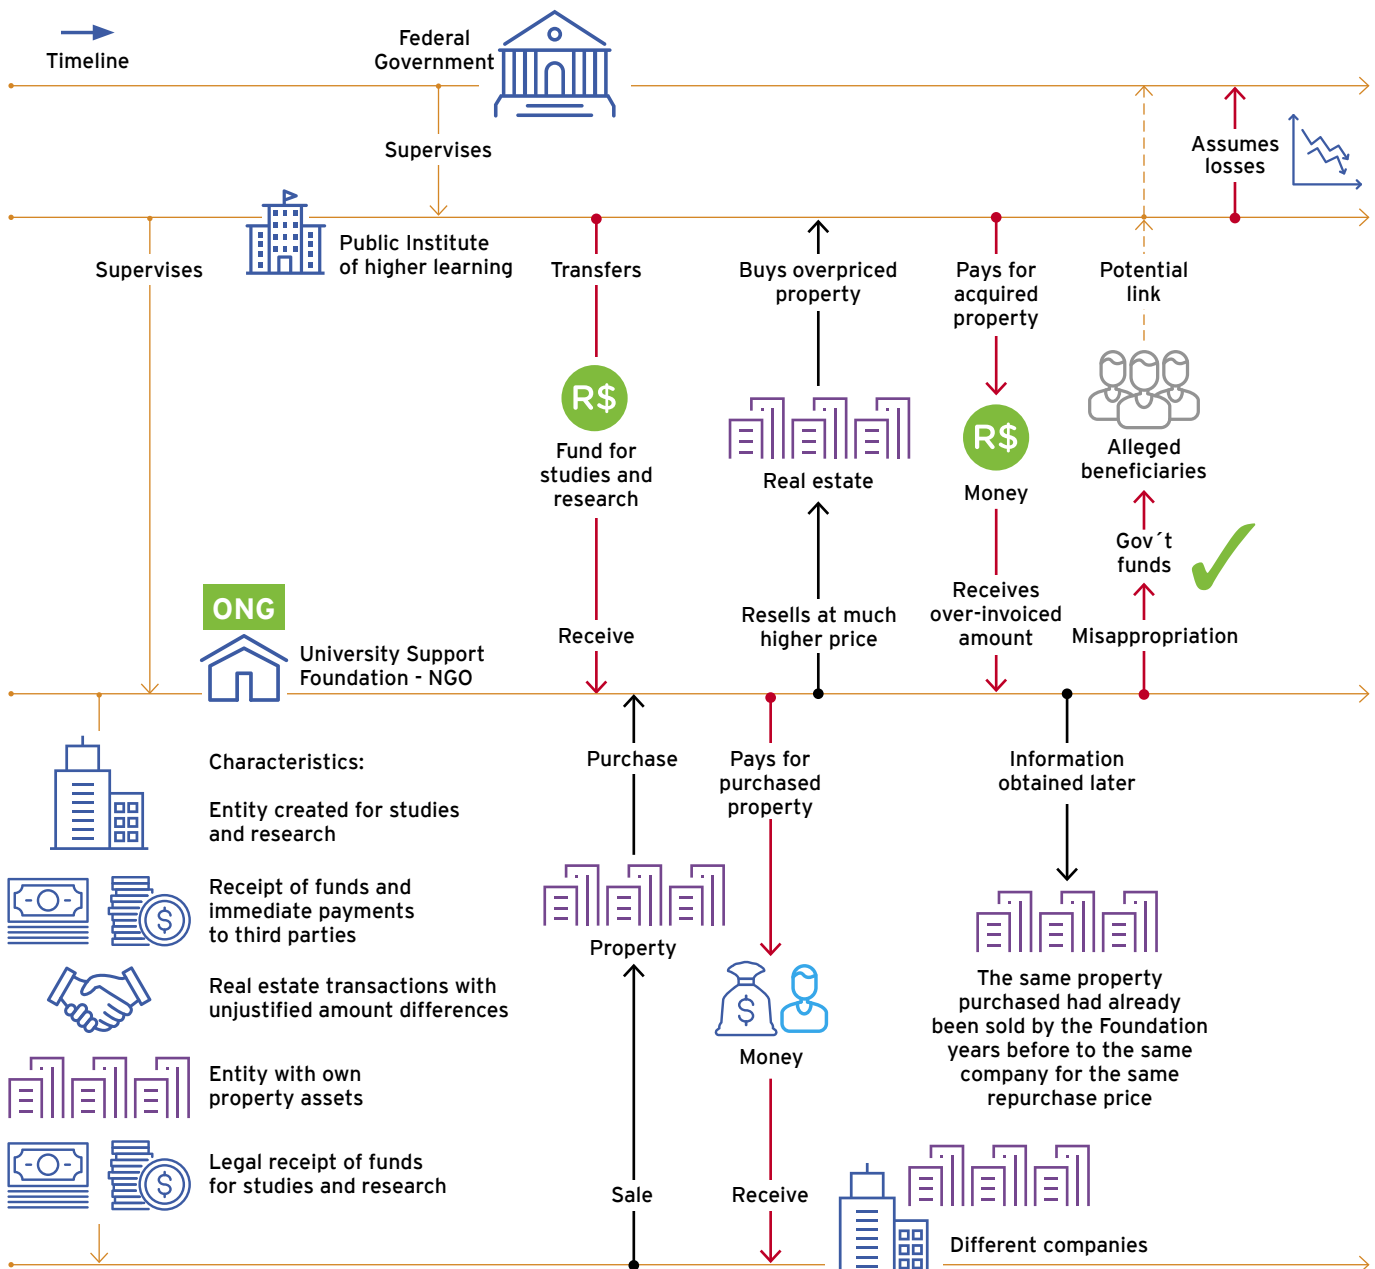 Timeline
Federal
Government
Supervises
Assumes
losses
Supervises
Public Institute
of higher learning
Transfers
R$
Fund for
studies and
research
Receive
Buys overpriced
property
Real estate
Resells at much
higher price
Pays for
acquired
property
R$
Money
Receives
over-invoiced
amount
Potential
link
Alleged
beneficiaries
Gov´t
funds
Misappropriation
ONG
University Support
Foundation - NGO
Characteristics:
Entity created for studies
and research
$
Receipt of funds and
immediate payments
to third parties
Real estate transactions with
unjustified amount differences
Entity with own
property assets
$
Legal receipt of funds
for studies and research
Purchase
Property
Sale
Pays for
purchased
property
$
Money
Receive
Information
obtained later
The same property
purchased had already
been sold by the Foundation
years before to the same
company for the same
repurchase price
Different companies